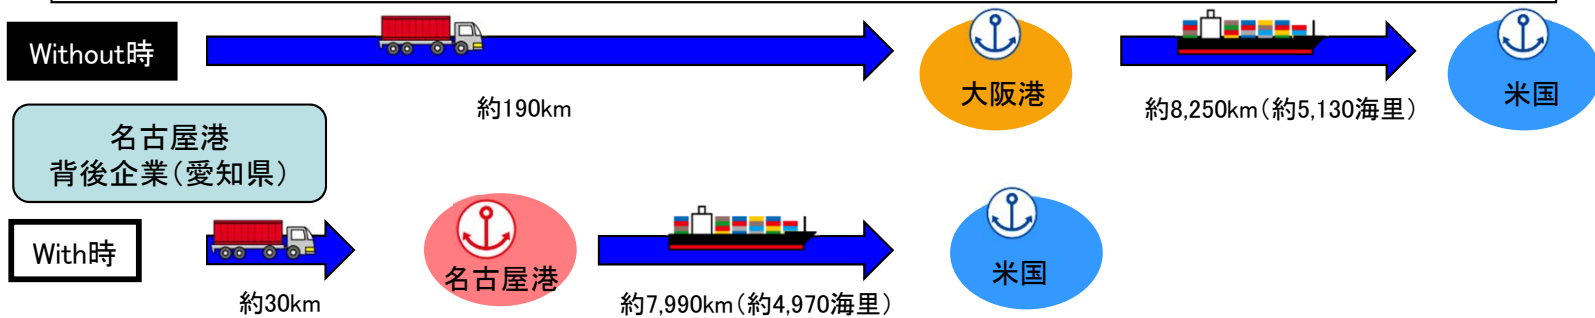 Without時
約190km
大阪港
約8,250km(約5,130海里)
米国
名古屋港
背後企業(愛知県)
With時
約30km
名古屋港
約7,990km(約4,970海里)
米国